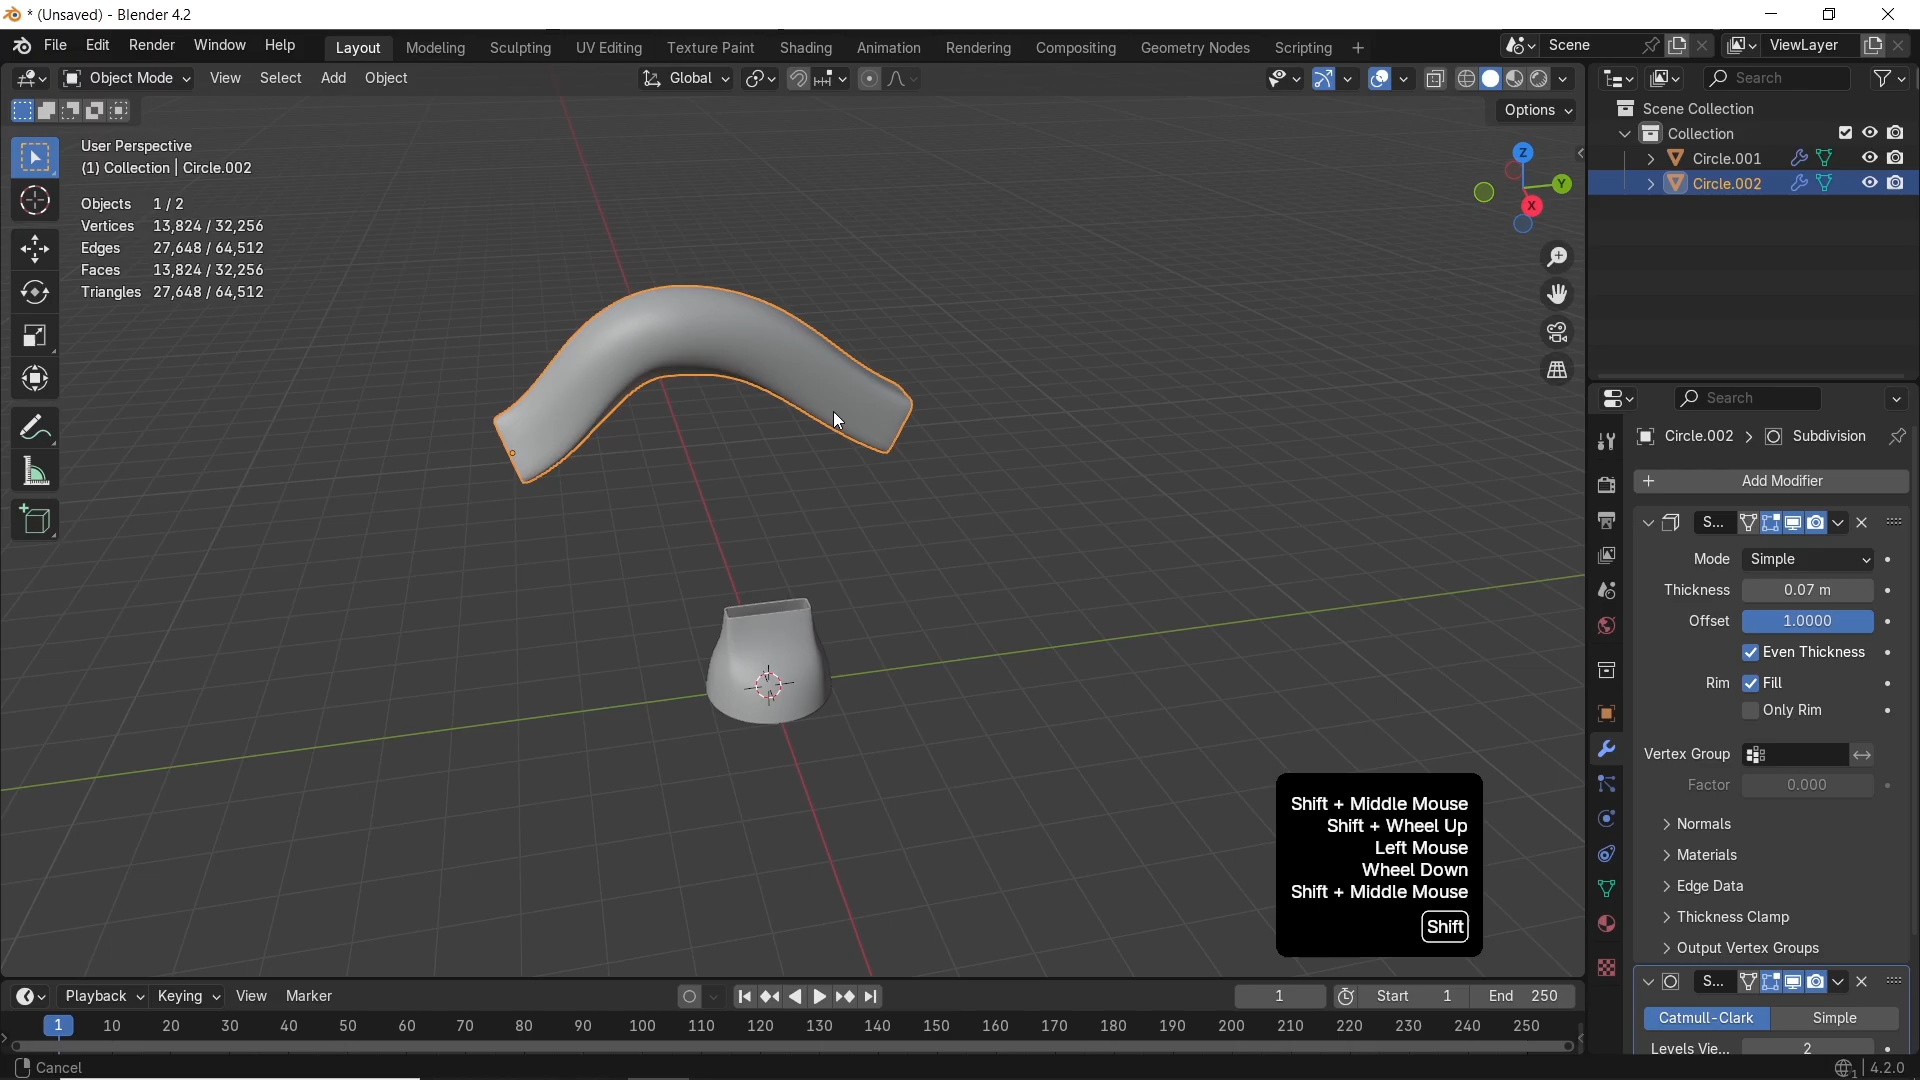 * (Unsaved) - Blender 4.2
File Edit Render Window Help
Layout Modeling Sculpting UV Editing Texture Paint Shading Animation Rendering Compositing Geometry Nodes Scripting +
Scene
ViewLayer
Object Mode View Select Add Object
Global
Search
Options
User Perspective
(1) Collection | Circle.002
Objects 1 / 2
Vertices 13,824 / 32,256
Edges 27,648 / 64,512
Faces 13,824 / 32,256
Triangles 27,648 / 64,512
Z
Y
X
Scene Collection
Collection
Circle.001
Circle.002
Search
Circle.002 > Subdivision
+ Add Modifier
S...
Mode Simple
Thickness 0.07 m
Offset 1.0000
Even Thickness
Rim Fill
Only Rim
Vertex Group
Factor 0.000
Normals
Materials
Edge Data
Thickness Clamp
Output Vertex Groups
S...
Catmull-Clark Simple
Levels Vie... 2
Shift + Middle Mouse
Shift + Wheel Up
Left Mouse
Wheel Down
Shift + Middle Mouse
Shift
Playback Keying View Marker
1 Start 1 End 250
1 10 20 30 40 50 60 70 80 90 100 110 120 130 140 150 160 170 180 190 200 210 220 230 240 250
Cancel
1 4.2.0